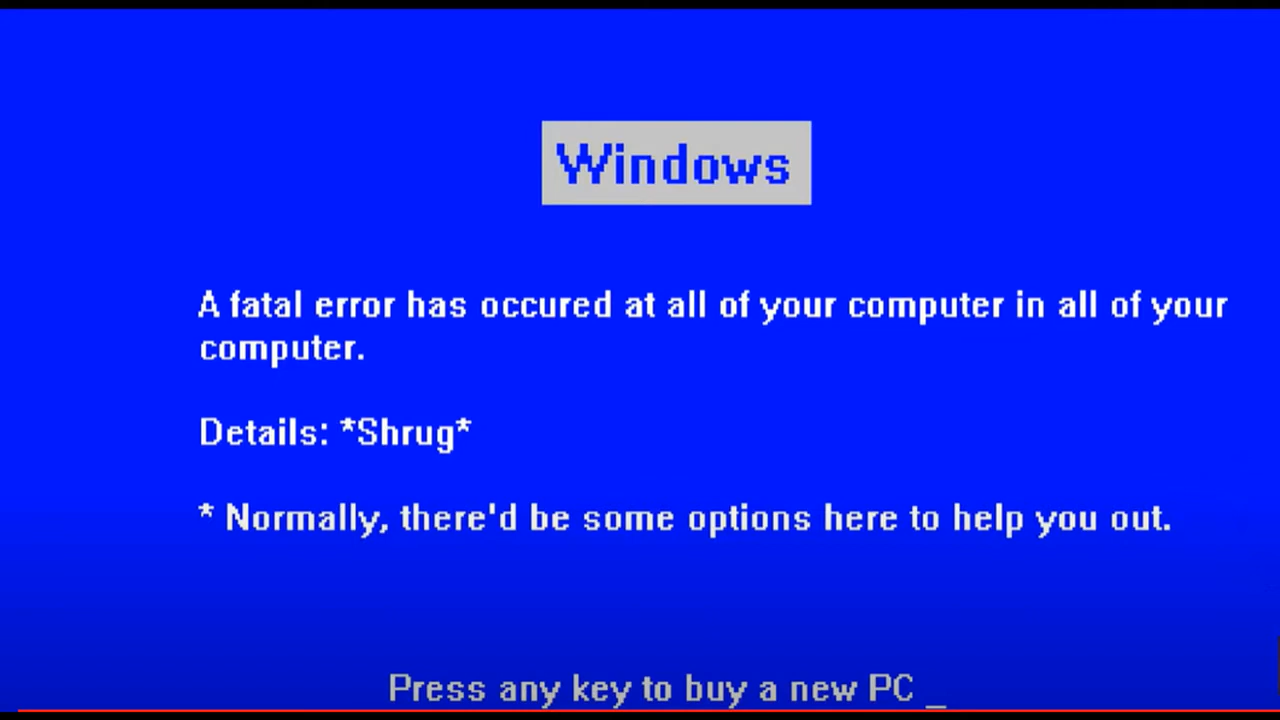 Windows
A fatal error has occured at all of your computer in all of your
computer.
Details: *Shrug*
* Normally, there'd be some options here to help you out.
Press any key to buy a new PC _